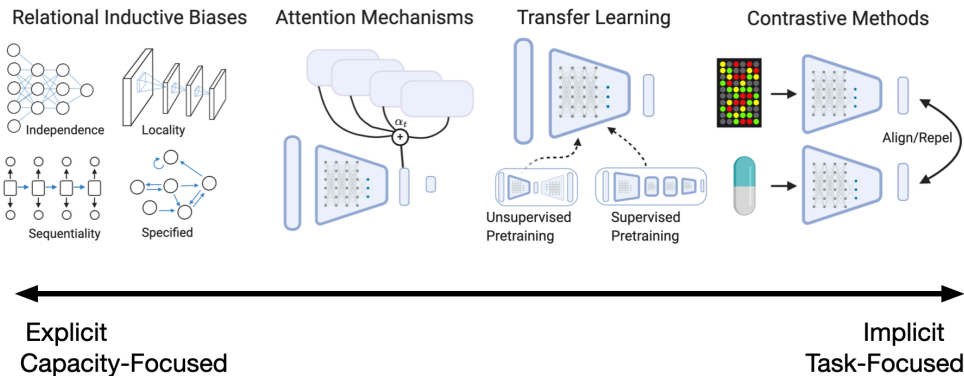 Relational Inductive Biases
Attention Mechanisms
Transfer Learning
Contrastive Methods
Independence
Locality
Sequentiality
Specified
αt
+
Unsupervised
Pretraining
Supervised
Pretraining
Align/Repel
Explicit
Capacity-Focused
Implicit
Task-Focused